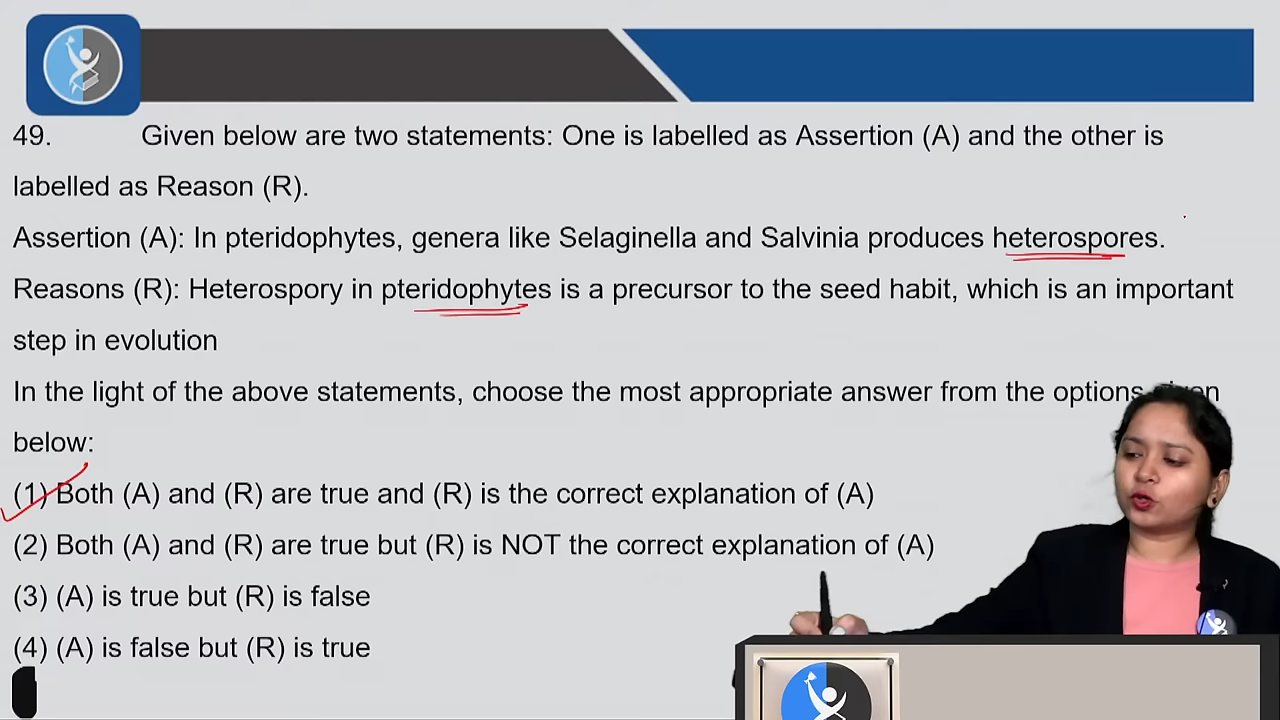 49. Given below are two statements: One is labelled as Assertion (A) and the other is
labelled as Reason (R).
Assertion (A): In pteridophytes, genera like Selaginella and Salvinia produces heterospores.
Reasons (R): Heterospory in pteridophytes is a precursor to the seed habit, which is an important
step in evolution
In the light of the above statements, choose the most appropriate answer from the options given
below:
(1) Both (A) and (R) are true and (R) is the correct explanation of (A)
(2) Both (A) and (R) are true but (R) is NOT the correct explanation of (A)
(3) (A) is true but (R) is false
(4) (A) is false but (R) is true